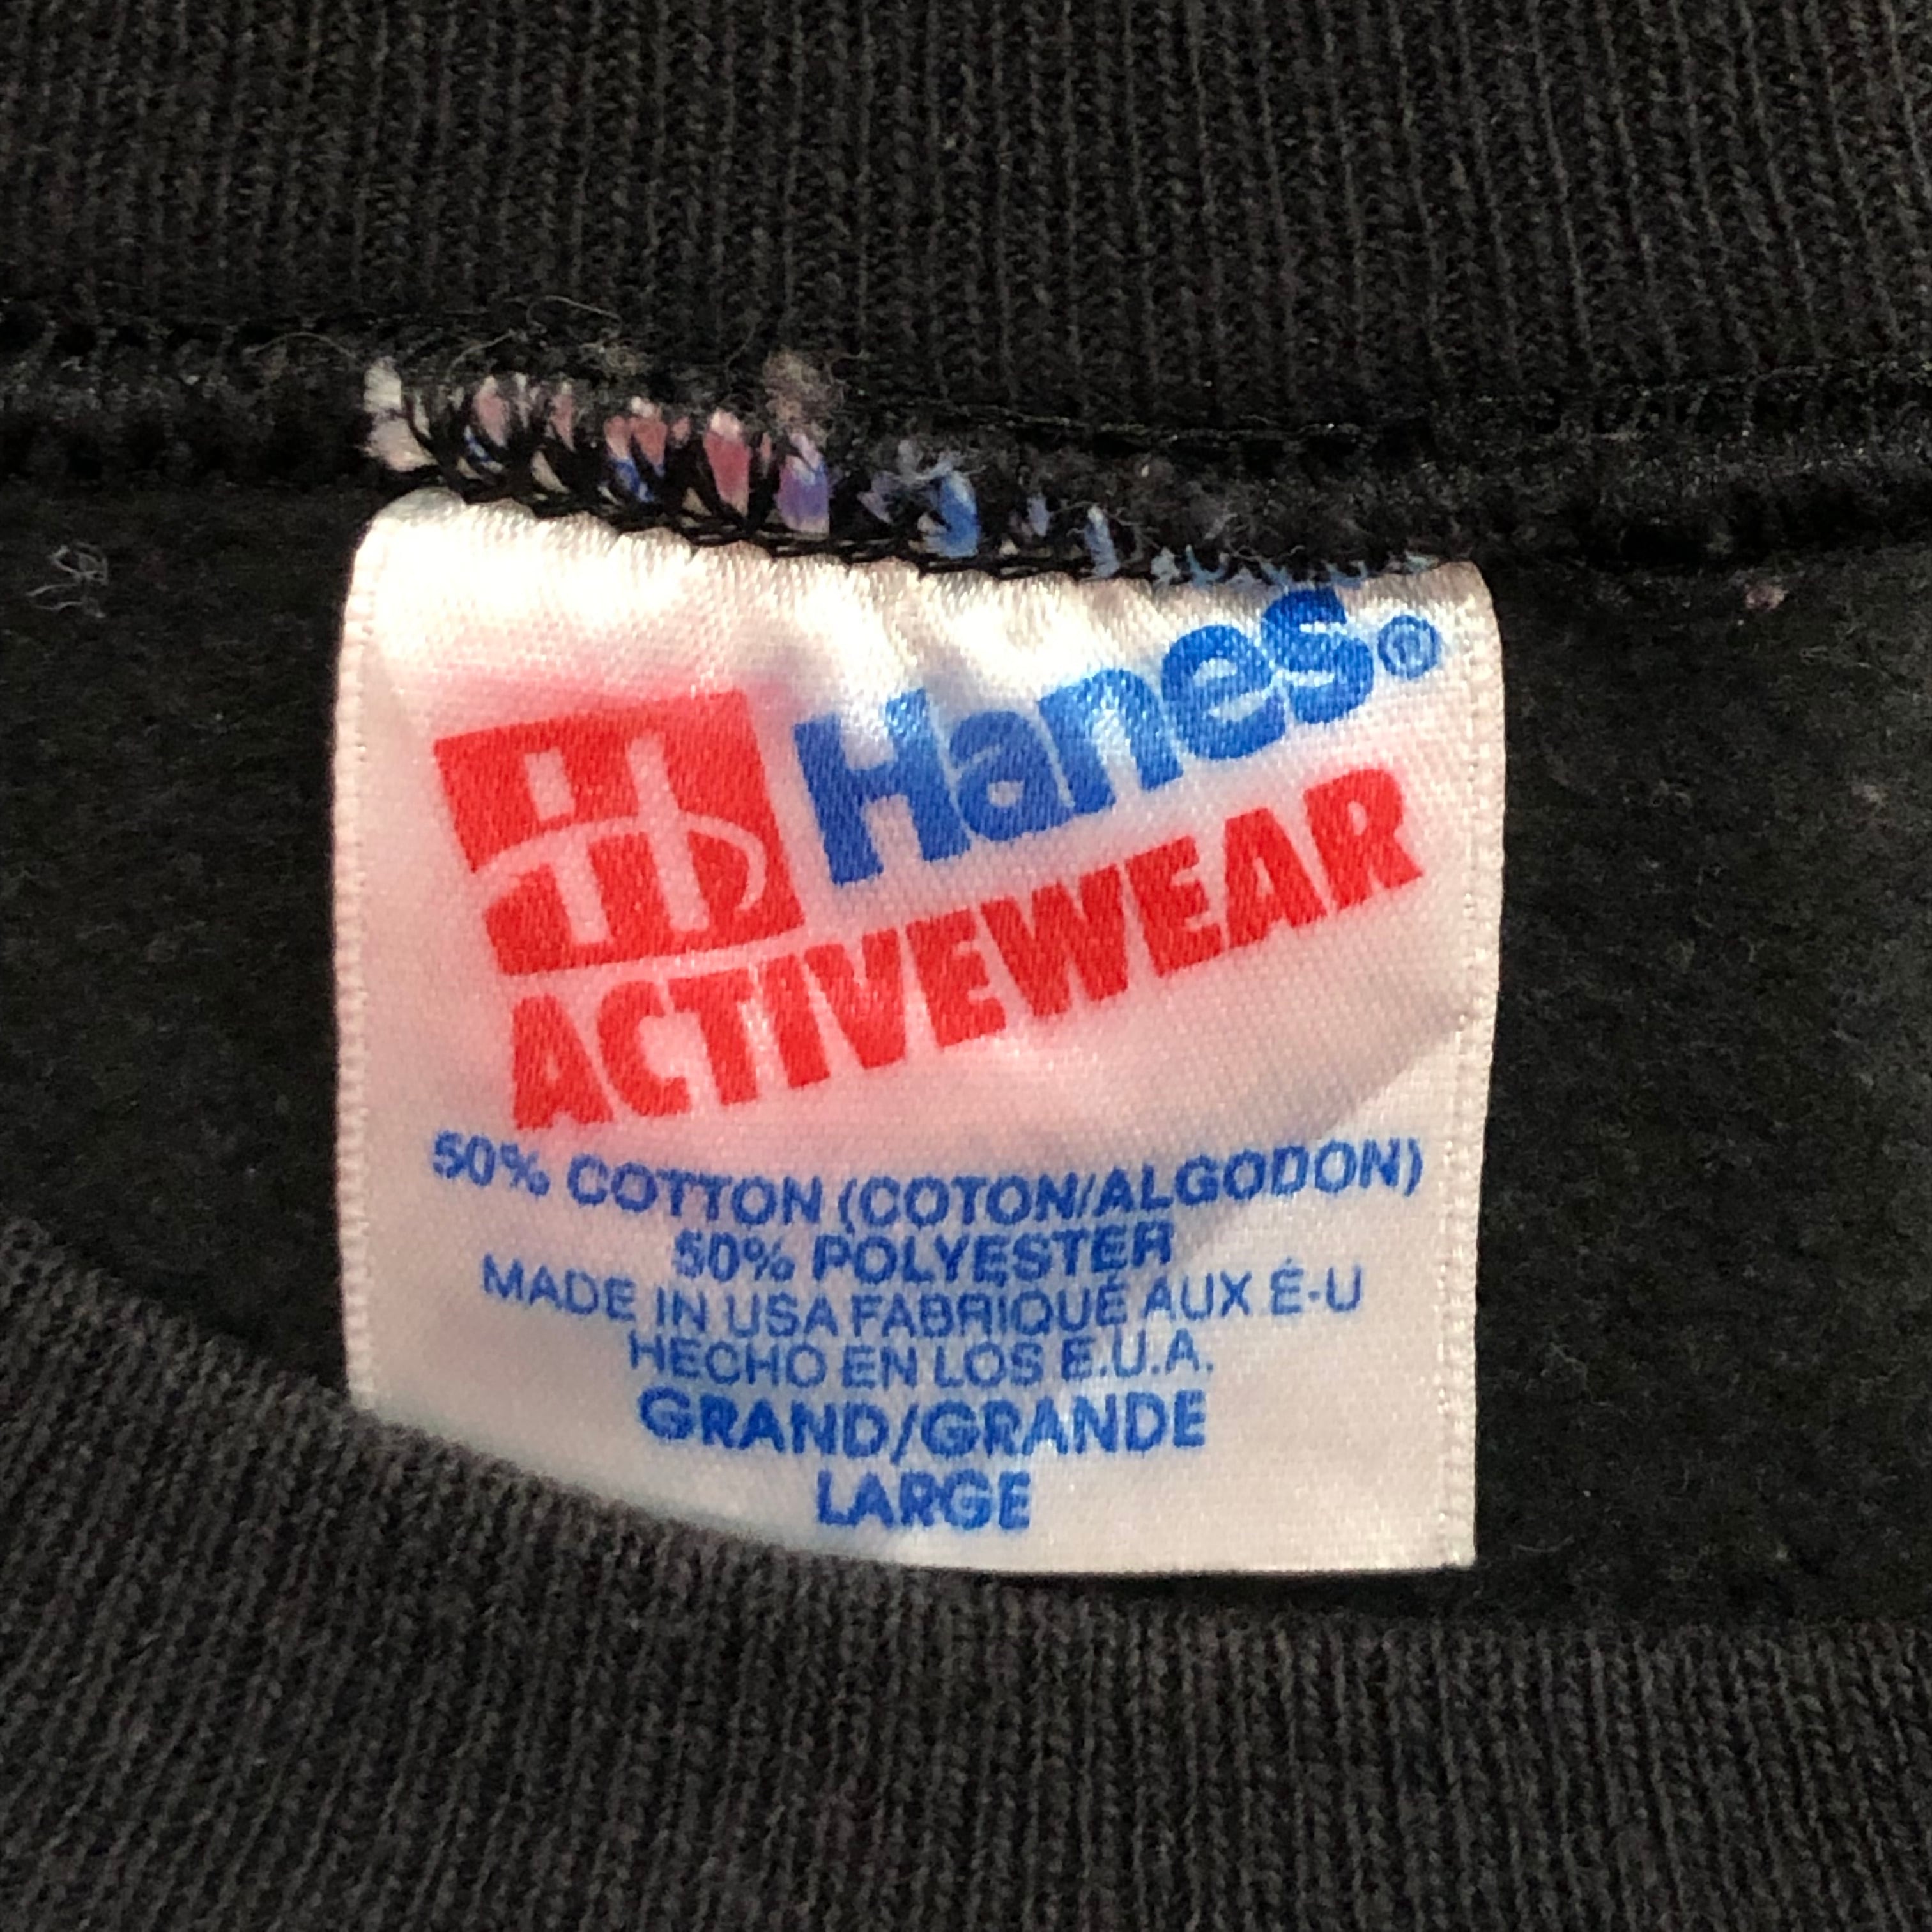 Hanes®
ACTIVEWEAR
50% COTTON (COTON/ALGODON)
50% POLYESTER
MADE IN USA FABRIQUÉ AUX É-U
HECHO EN LOS E.U.A.
GRAND/GRANDE
LARGE